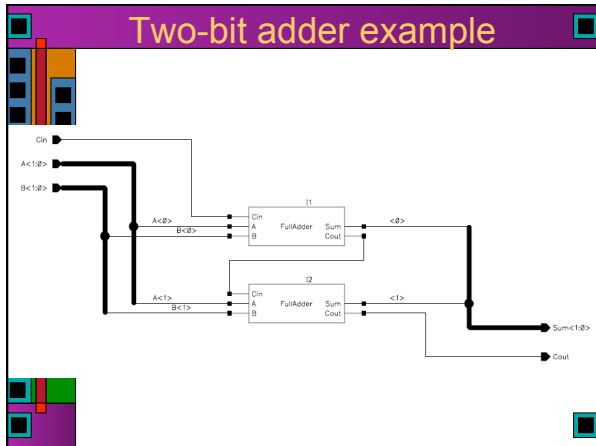 Two-bit adder example
Cin
A<1:0>
B<1:0>
I1
Cin
A<0>
A
FullAdder
Sum
<0>
B<0>
B
Cout
I2
Cin
A<1>
A
FullAdder
Sum
<1>
B<1>
B
Cout
Sum<1:0>
Cout